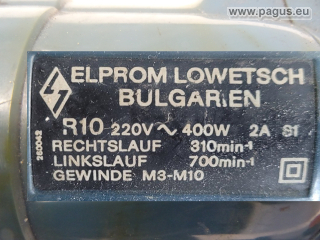 www.pagus.eu
ELPROM LOWETSCH
BULGARIEN
R10 220V~ 400W 2A S1
RECHTSLAUF 310min-1
LINKSLAUF 700min-1
GEWINDE M3-M10
260042